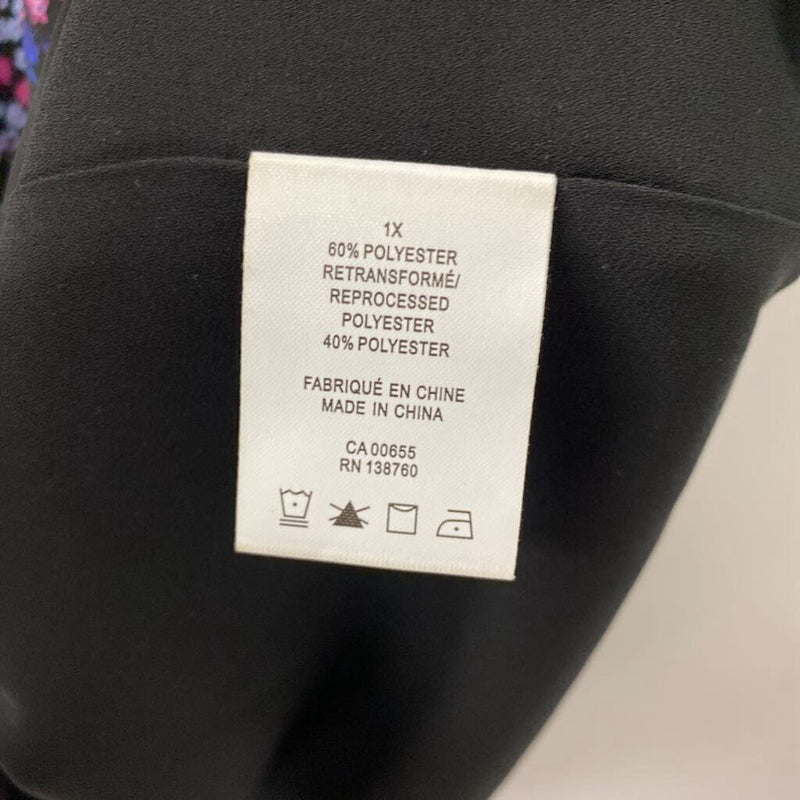 1X
60% POLYESTER
RETRANSFORMÉ/
REPROCESSED
POLYESTER
40% POLYESTER
FABRIQUÉ EN CHINE
MADE IN CHINA
CA 00655
RN 138760